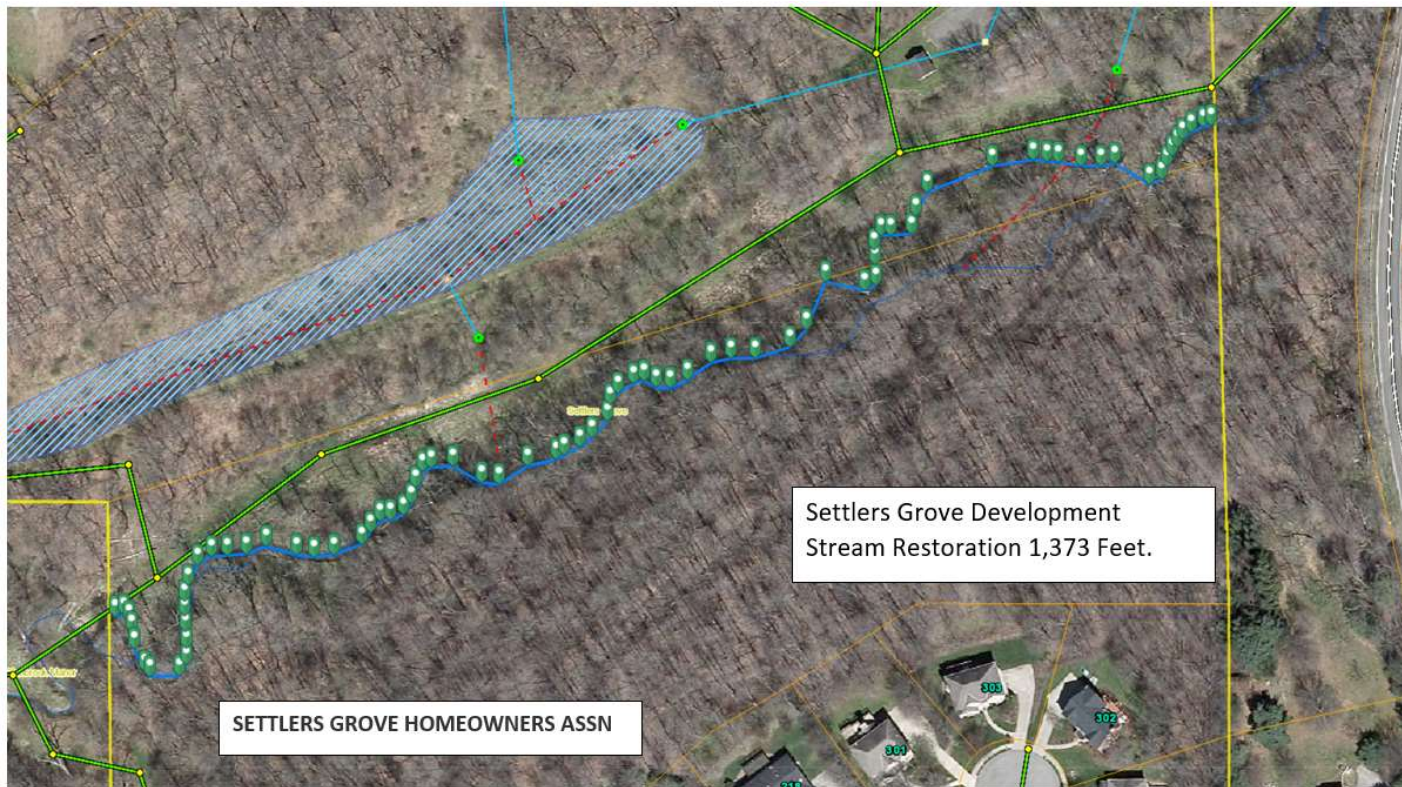 Settlers Grove Development
Stream Restoration 1,373 Feet.
SETTLERS GROVE HOMEOWNERS ASSN
303
302
301